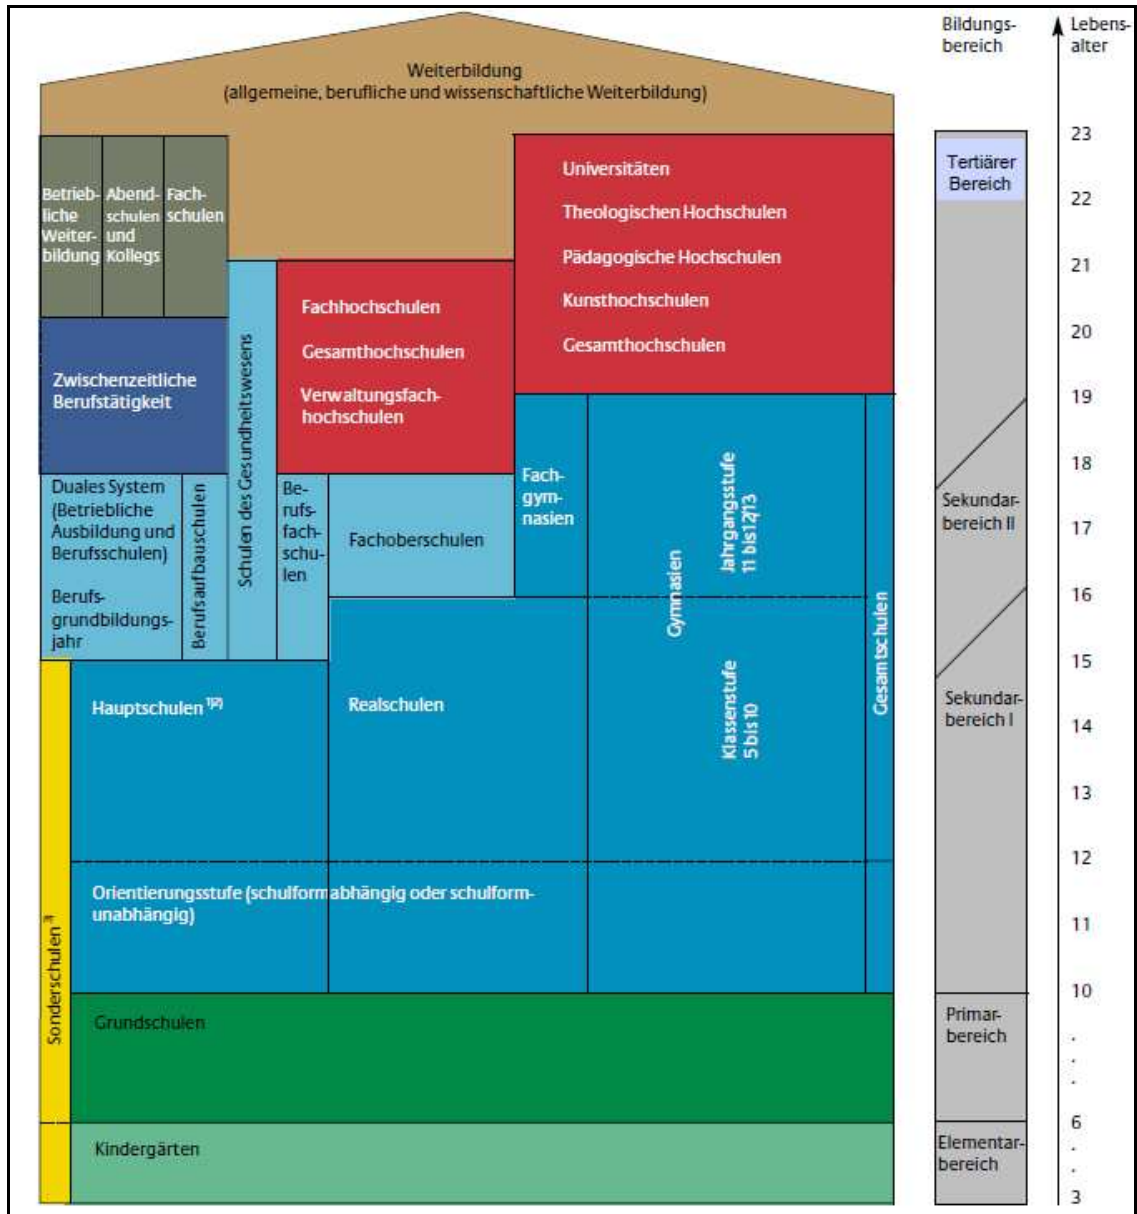 Bildungs-
bereich
Lebens-
alter
Weiterbildung
(allgemeine, berufliche und wissenschaftliche Weiterbildung)
Betrieb-
liche
Weiter-
bildung
Abend-
schulen
und
Kollegs
Fach-
schulen
Universitäten
Theologischen Hochschulen
Pädagogische Hochschulen
Kunsthochschulen
Gesamthochschulen
Fachhochschulen
Gesamthochschulen
Verwaltungsfach-
hochschulen
Zwischenzeitliche
Berufstätigkeit
Schulen des Gesundheitswesens
Duales System
(Betriebliche
Ausbildung und
Berufsschulen)
Berufs-
grundbildungs-
jahr
Berufsaufbauschulen
Be-
rufs-
fach-
schu-
len
Fachoberschulen
Fach-
gym-
nasien
Gymnasien
Jahrgangsstufe
11 bis12/13
Klassenstufe
5 bis 10
Gesamtschulen
Hauptschulen 1)2)
Realschulen
Orientierungsstufe (schulformabhängig oder schulform-
unabhängig)
Sonderschulen 3)
Grundschulen
Kindergärten
Tertiärer
Bereich
Sekundar-
bereich II
Sekundar-
bereich I
Primar-
bereich
Elementar-
bereich
23
22
21
20
19
18
17
16
15
14
13
12
11
10
.
.
.
6
.
.
3